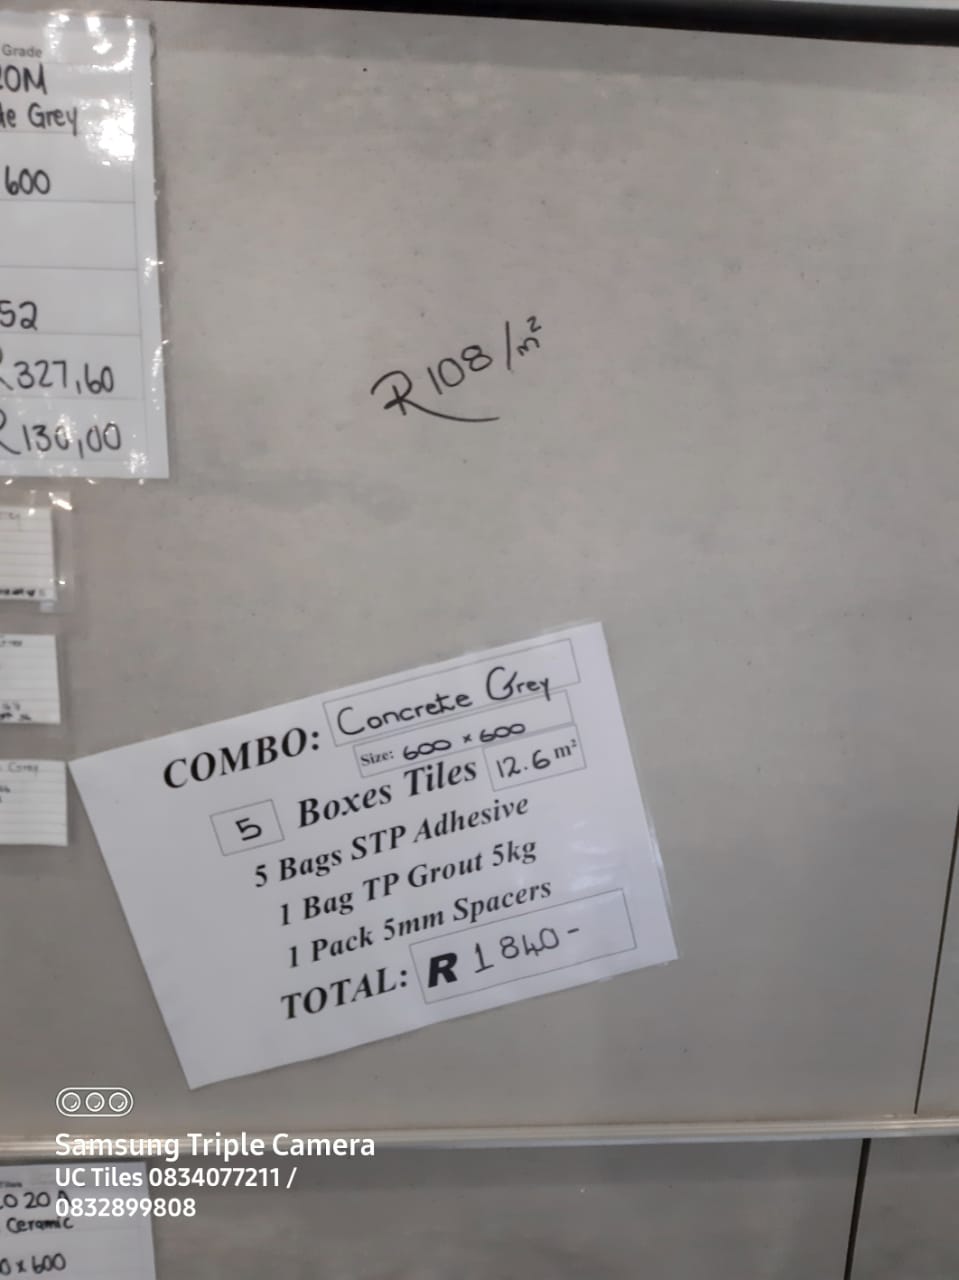 Grade
te Grey
600
52
R327,60
R130,00
R108/m²
COMBO: Concrete Grey
Size: 600 x 600
5 Boxes Tiles 12.6 m²
5 Bags STP Adhesive
1 Bag TP Grout 5kg
1 Pack 5mm Spacers
TOTAL: R 1840-
Samsung Triple Camera
UC Tiles 0834077211 /
0832899808
Ceramic
0 x 600